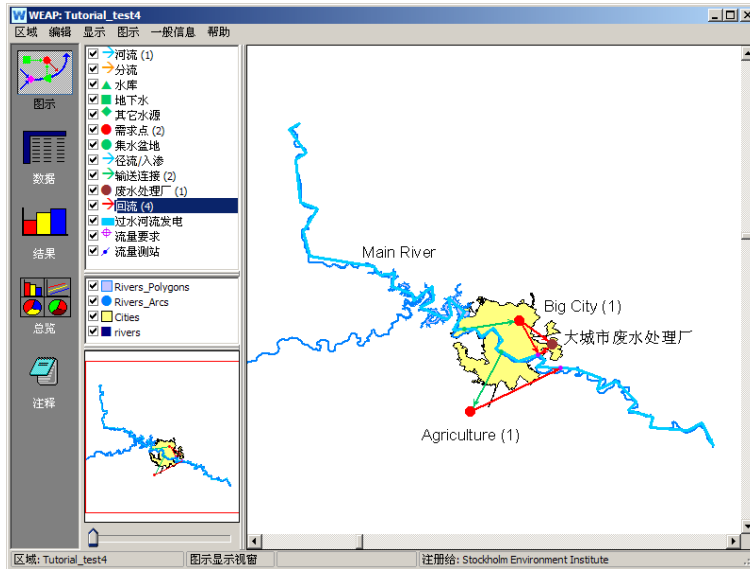 WEAP: Tutorial_test4
区域 编辑 显示 图示 一般信息 帮助
图示
数据
结果
总览
注释
河流 (1)
分流
水库
地下水
其它水源
需求点 (2)
集水盆地
径流/入渗
输送连接 (2)
废水处理厂 (1)
回流 (4)
过水河流发电
流量要求
流量测站
Rivers_Polygons
Rivers_Arcs
Cities
rivers
Main River
Big City (1)
大城市废水处理厂
Agriculture (1)
区域: Tutorial_test4 图示显示视窗 注册给: Stockholm Environment Institute